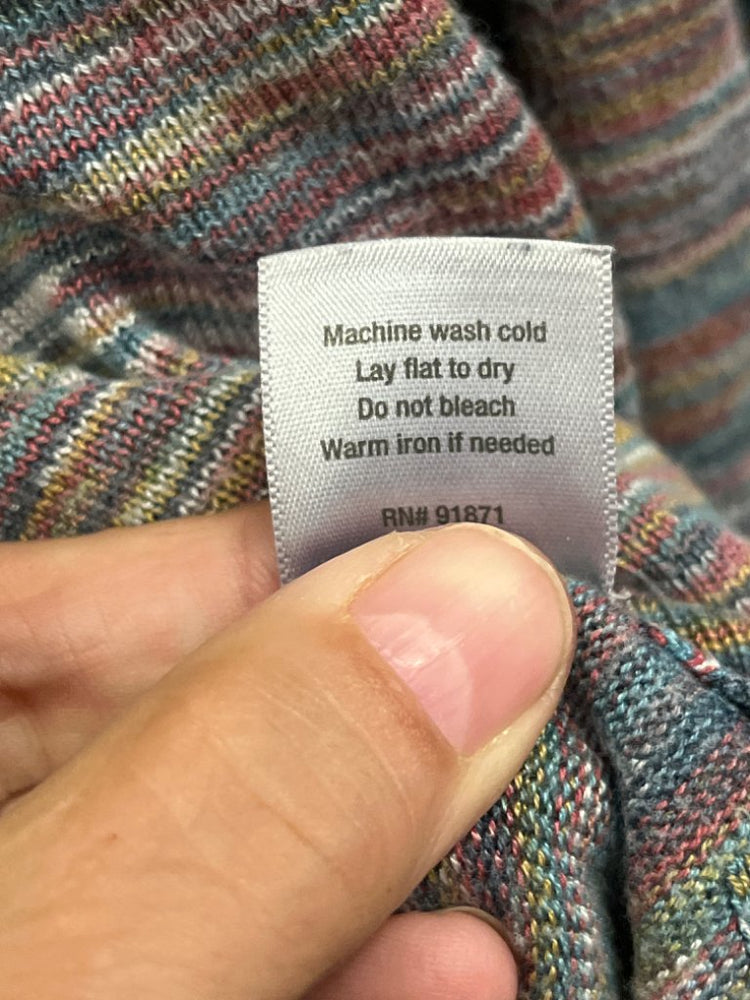 Machine wash cold
Lay flat to dry
Do not bleach
Warm iron if needed
RN# 91871